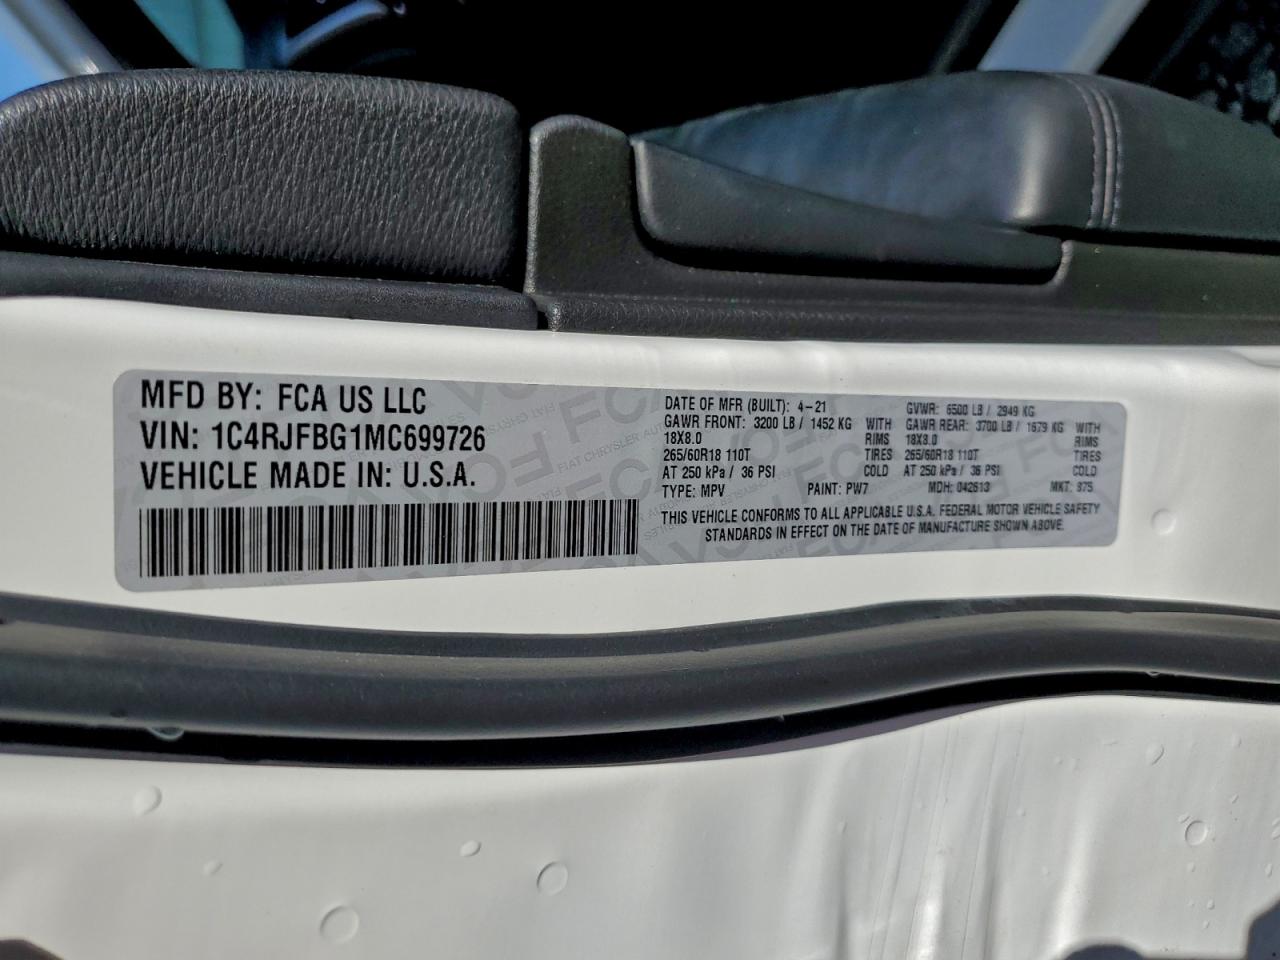 MFD BY: FCA US LLC
VIN: 1C4RJFBG1MC699726
VEHICLE MADE IN: U.S.A.
DATE OF MFR (BUILT): 4-21 GVWR: 6500 LB / 2949 KG
GAWR FRONT: 3200 LB / 1452 KG WITH GAWR REAR: 3700 LB / 1679 KG WITH
18X8.0 RIMS 18X8.0 RIMS
265/60R18 110T TIRES 265/60R18 110T TIRES
AT 250 kPa / 36 PSI COLD AT 250 kPa / 36 PSI COLD
TYPE: MPV PAINT: PW7 MDH: 042613 MKT: 975
THIS VEHICLE CONFORMS TO ALL APPLICABLE U.S.A. FEDERAL MOTOR VEHICLE SAFETY
STANDARDS IN EFFECT ON THE DATE OF MANUFACTURE SHOWN ABOVE.